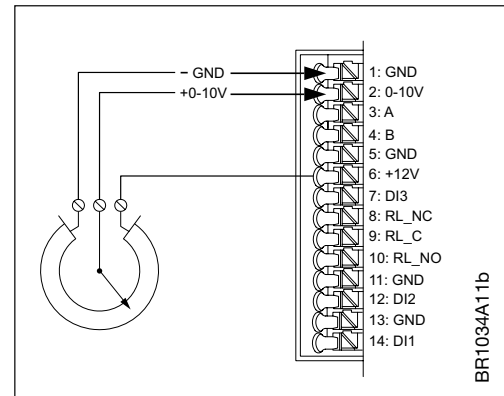 – GND
+0-10V
1: GND
2: 0-10V
3: A
4: B
5: GND
6: +12V
7: DI3
8: RL_NC
9: RL_C
10: RL_NO
11: GND
12: DI2
13: GND
14: DI1
BR1034A11b